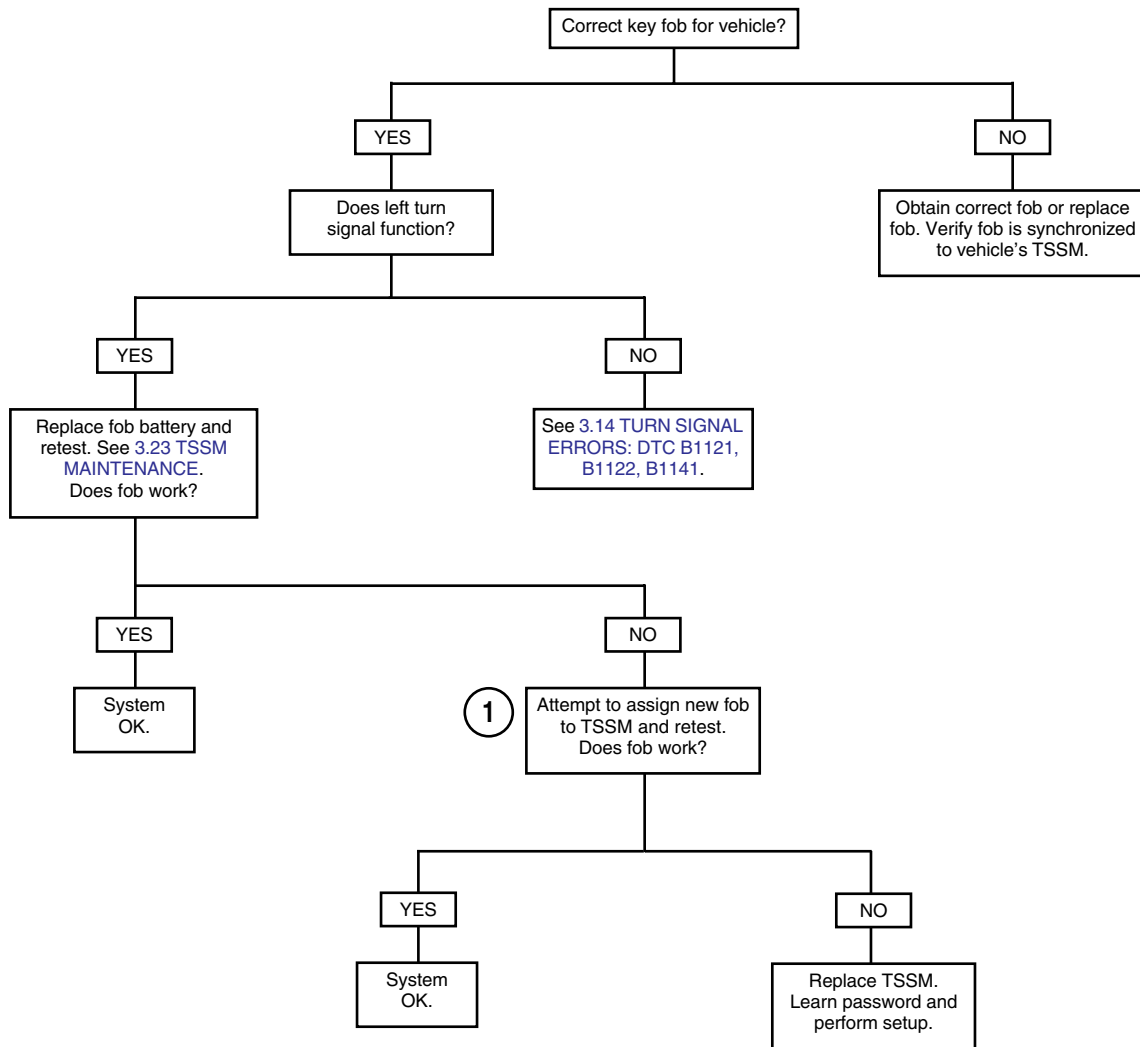 Correct key fob for vehicle?
YES
NO
Does left turn
signal function?
Obtain correct fob or replace
fob. Verify fob is synchronized
to vehicle's TSSM.
YES
NO
Replace fob battery and
retest. See 3.23 TSSM
MAINTENANCE.
Does fob work?
See 3.14 TURN SIGNAL
ERRORS: DTC B1121,
B1122, B1141.
YES
NO
System
OK.
1
Attempt to assign new fob
to TSSM and retest.
Does fob work?
YES
NO
System
OK.
Replace TSSM.
Learn password and
perform setup.